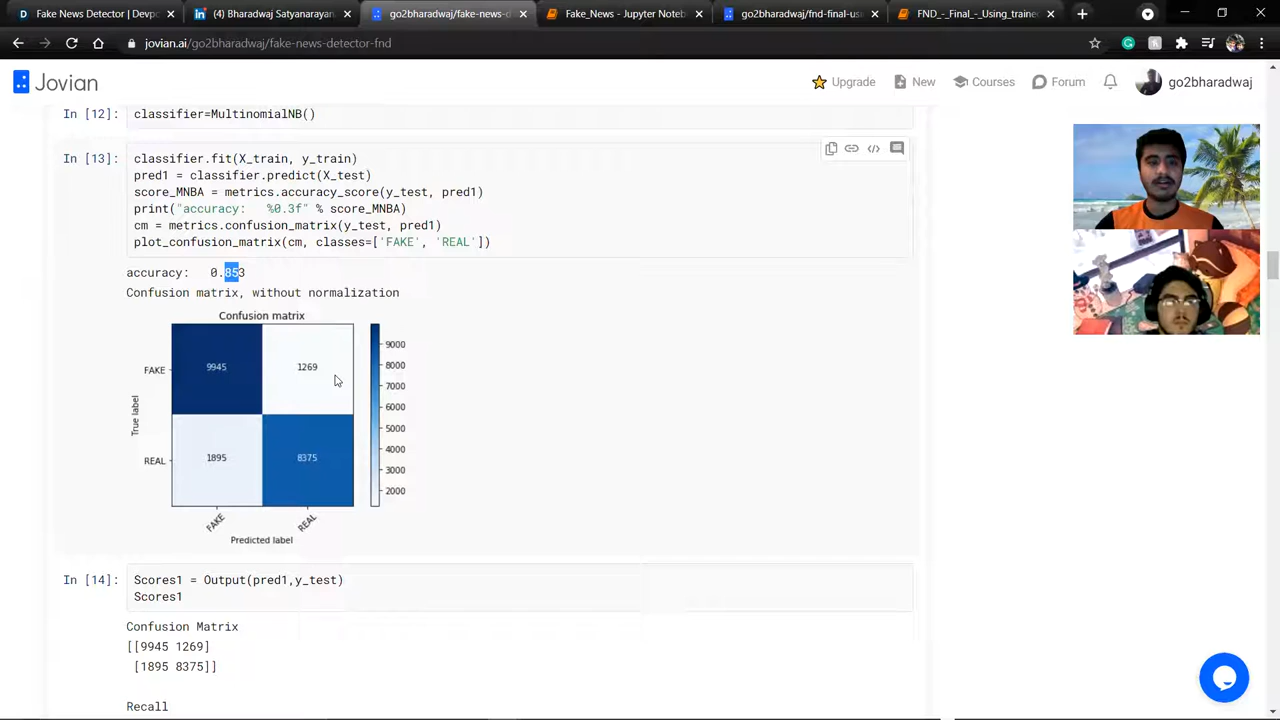 Fake News Detector | Devpo
(4) Bharadwaj Satyanarayan
go2bharadwaj/fake-news-d
Fake_News - Jupyter Notebook
go2bharadwaj/fnd-final-us
FND_-_Final_-_Using_traine
jovian.ai/go2bharadwaj/fake-news-detector-fnd
Jovian
Upgrade
New
Courses
Forum
go2bharadwaj
In [12]:
classifier=MultinomialNB()
In [13]:
classifier.fit(X_train, y_train)
pred1 = classifier.predict(X_test)
score_MNBA = metrics.accuracy_score(y_test, pred1)
print("accuracy:   %0.3f" % score_MNBA)
cm = metrics.confusion_matrix(y_test, pred1)
plot_confusion_matrix(cm, classes=['FAKE', 'REAL'])
accuracy:   0.853
Confusion matrix, without normalization
Confusion matrix
FAKE
REAL
True label
9945
1269
1895
8375
FAKE
REAL
Predicted label
9000
8000
7000
6000
5000
4000
3000
2000
In [14]:
Scores1 = Output(pred1,y_test)
Scores1
Confusion Matrix
[[9945 1269]
[1895 8375]]
Recall